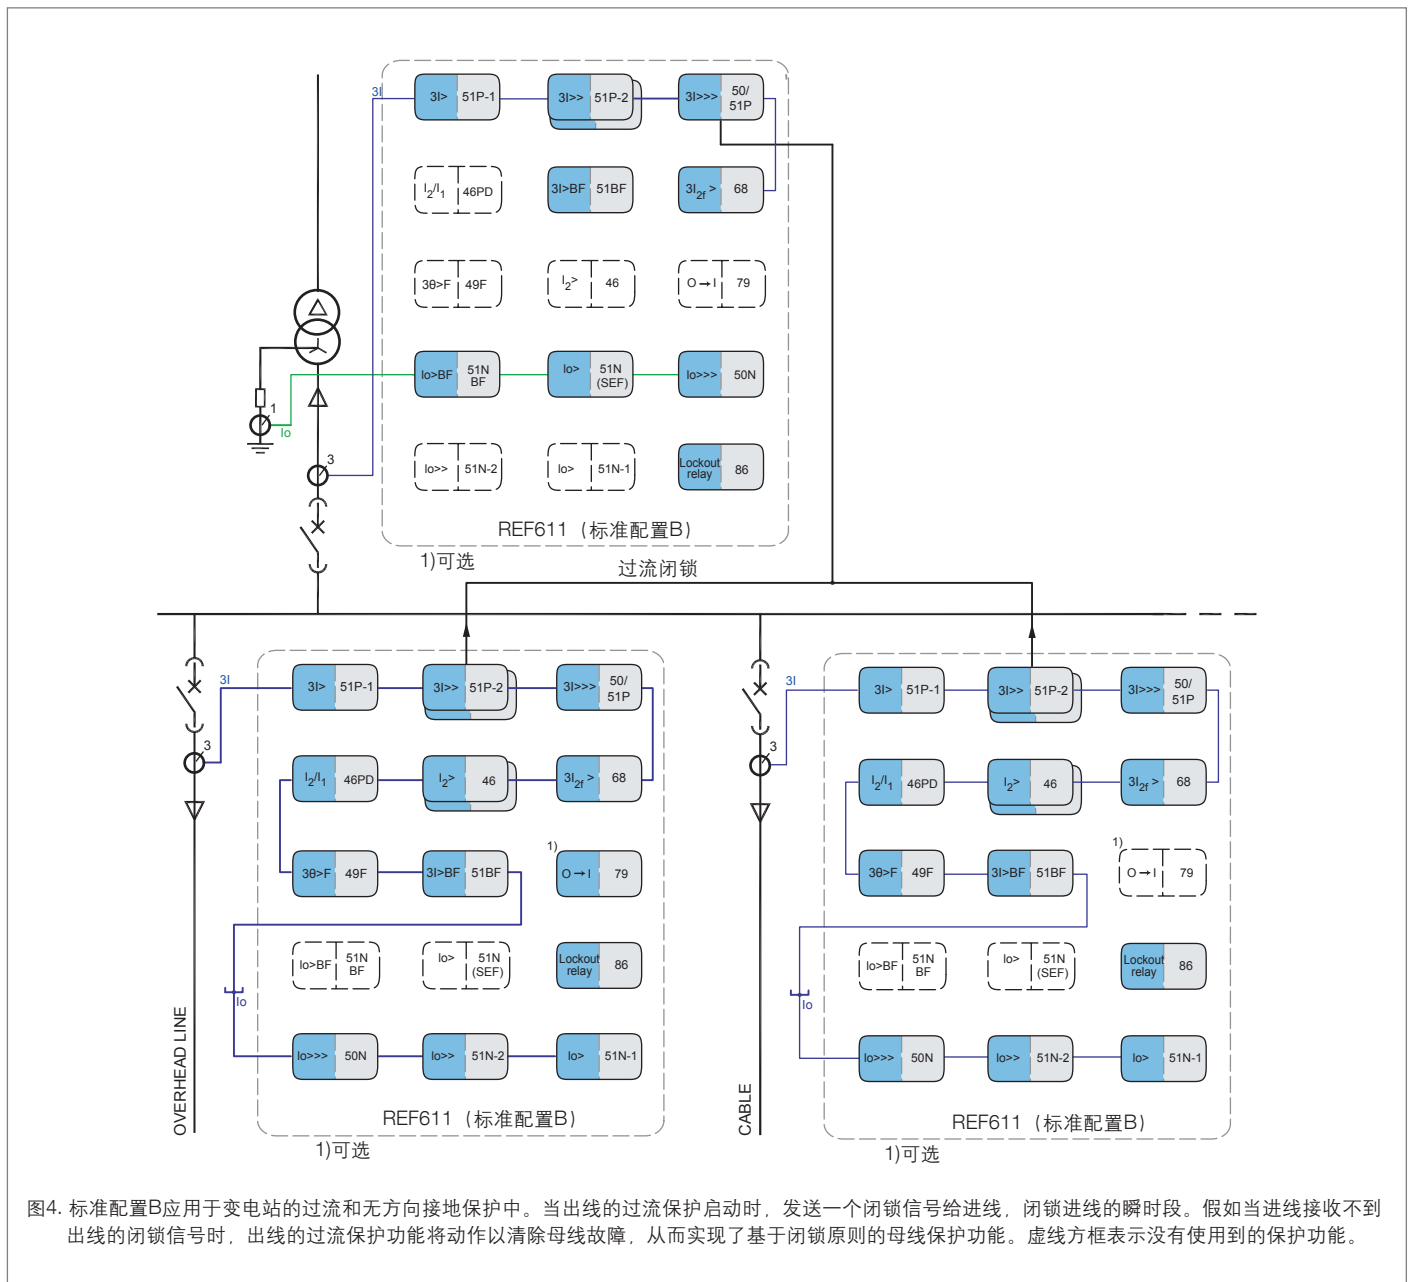 3I
3I> 51P-1
3I>> 51P-2
3I>>> 50/
51P
I2/I1 46PD
3I>BF 51BF
3I2f > 68
3θ>F 49F
I2> 46
O→I 79
Io>BF 51N
BF
Io> 51N
(SEF)
Io>>> 50N
1
Io
3
Io>> 51N-2
Io> 51N-1
Lockout
relay 86
REF611（标准配置B）
1)可选
过流闭锁
3I
3I> 51P-1
3I>> 51P-2
3I>>> 50/
51P
3
I2/I1 46PD
I2> 46
3I2f > 68
3θ>F 49F
3I>BF 51BF
1)
O→I 79
Io>BF 51N
BF
Io> 51N
(SEF)
Lockout
relay 86
Io
Io>>> 50N
Io>> 51N-2
Io> 51N-1
OVERHEAD LINE
REF611（标准配置B）
1)可选
3I
3I> 51P-1
3I>> 51P-2
3I>>> 50/
51P
3
I2/I1 46PD
I2> 46
3I2f > 68
3θ>F 49F
3I>BF 51BF
1)
O→I 79
Io>BF 51N
BF
Io> 51N
(SEF)
Lockout
relay 86
Io
Io>>> 50N
Io>> 51N-2
Io> 51N-1
CABLE
REF611（标准配置B）
1)可选
图4. 标准配置B应用于变电站的过流和无方向接地保护中。当出线的过流保护启动时，发送一个闭锁信号给进线，闭锁进线的瞬时段。假如当进线接收不到
出线的闭锁信号时，出线的过流保护功能将动作以清除母线故障，从而实现了基于闭锁原则的母线保护功能。虚线方框表示没有使用到的保护功能。